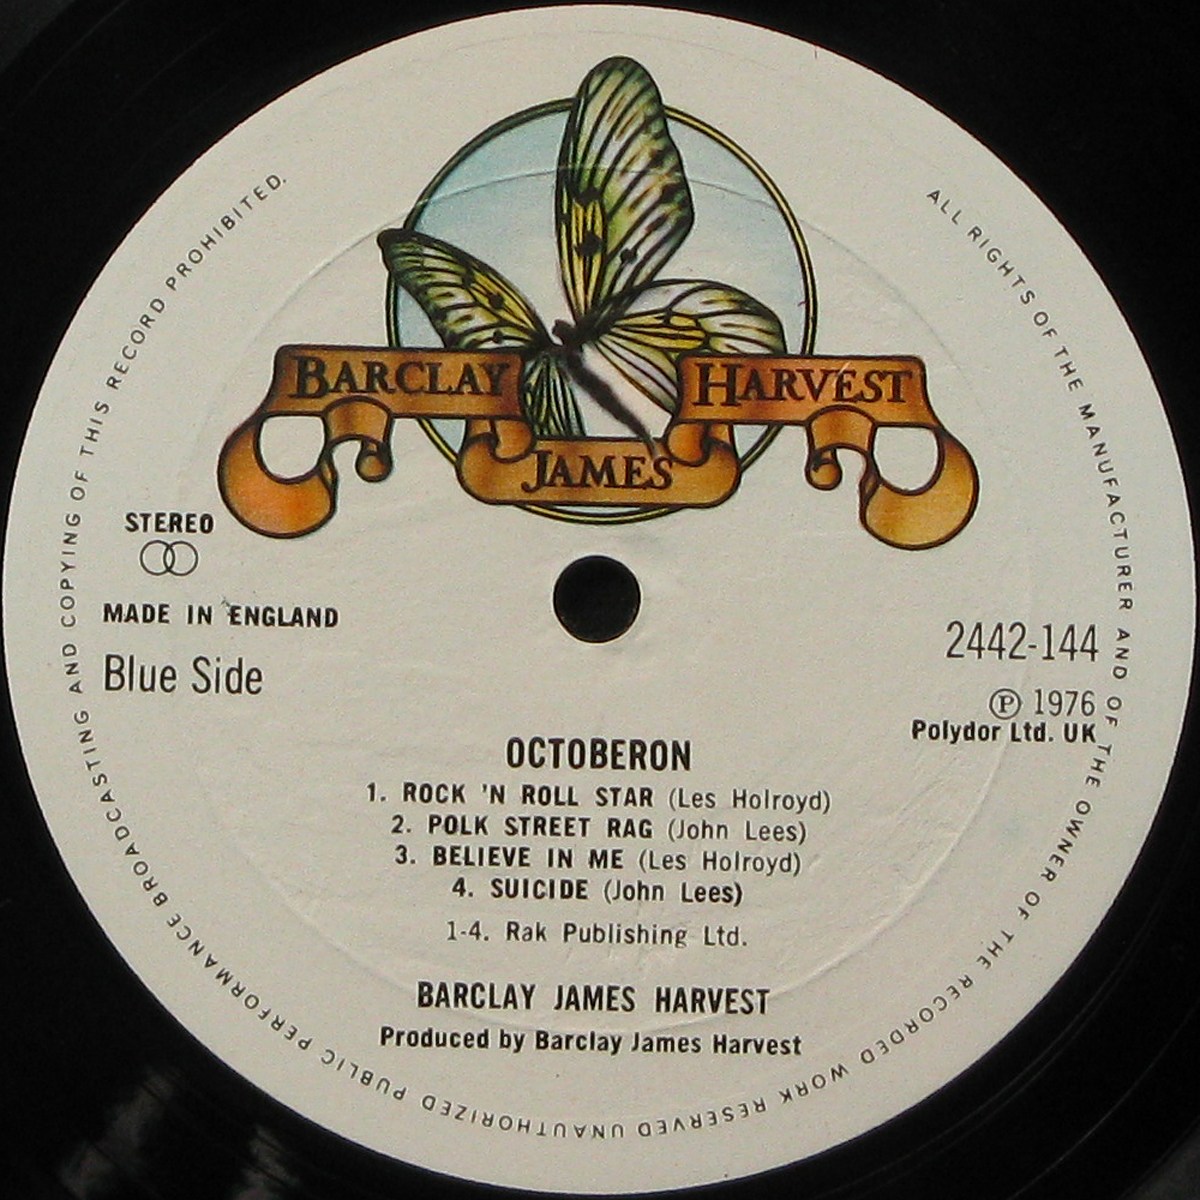 BARCLAY
JAMES
HARVEST
STEREO
MADE IN ENGLAND
Blue Side
2442-144
℗ 1976
Polydor Ltd. UK
OCTOBERON
1. ROCK 'N ROLL STAR (Les Holroyd)
2. POLK STREET RAG (John Lees)
3. BELIEVE IN ME (Les Holroyd)
4. SUICIDE (John Lees)
1-4. Rak Publishing Ltd.
BARCLAY JAMES HARVEST
Produced by Barclay James Harvest
ALL RIGHTS OF THE MANUFACTURER AND OF THE OWNER OF THE RECORDED WORK RESERVED UNAUTHORIZED PUBLIC PERFORMANCE BROADCASTING AND COPYING OF THIS RECORD PROHIBITED.